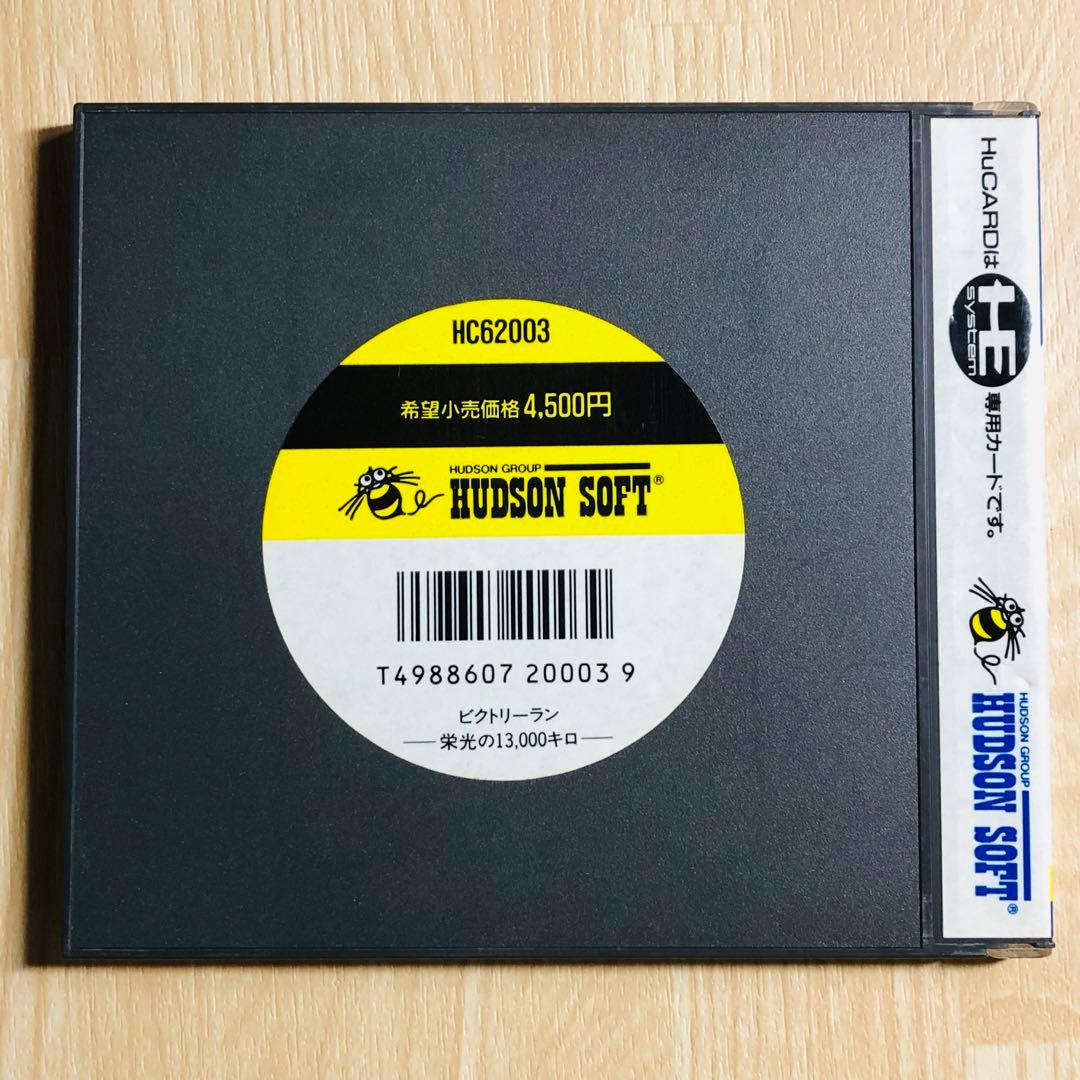 HC62003
希望小売価格4,500円
HUDSON GROUP
HUDSON SOFT®
T4988607 20003 9
ビクトリーラン
──栄光の13,000キロ──
HuCARDは HE system 専用カードです。
HUDSON GROUP
HUDSON SOFT®